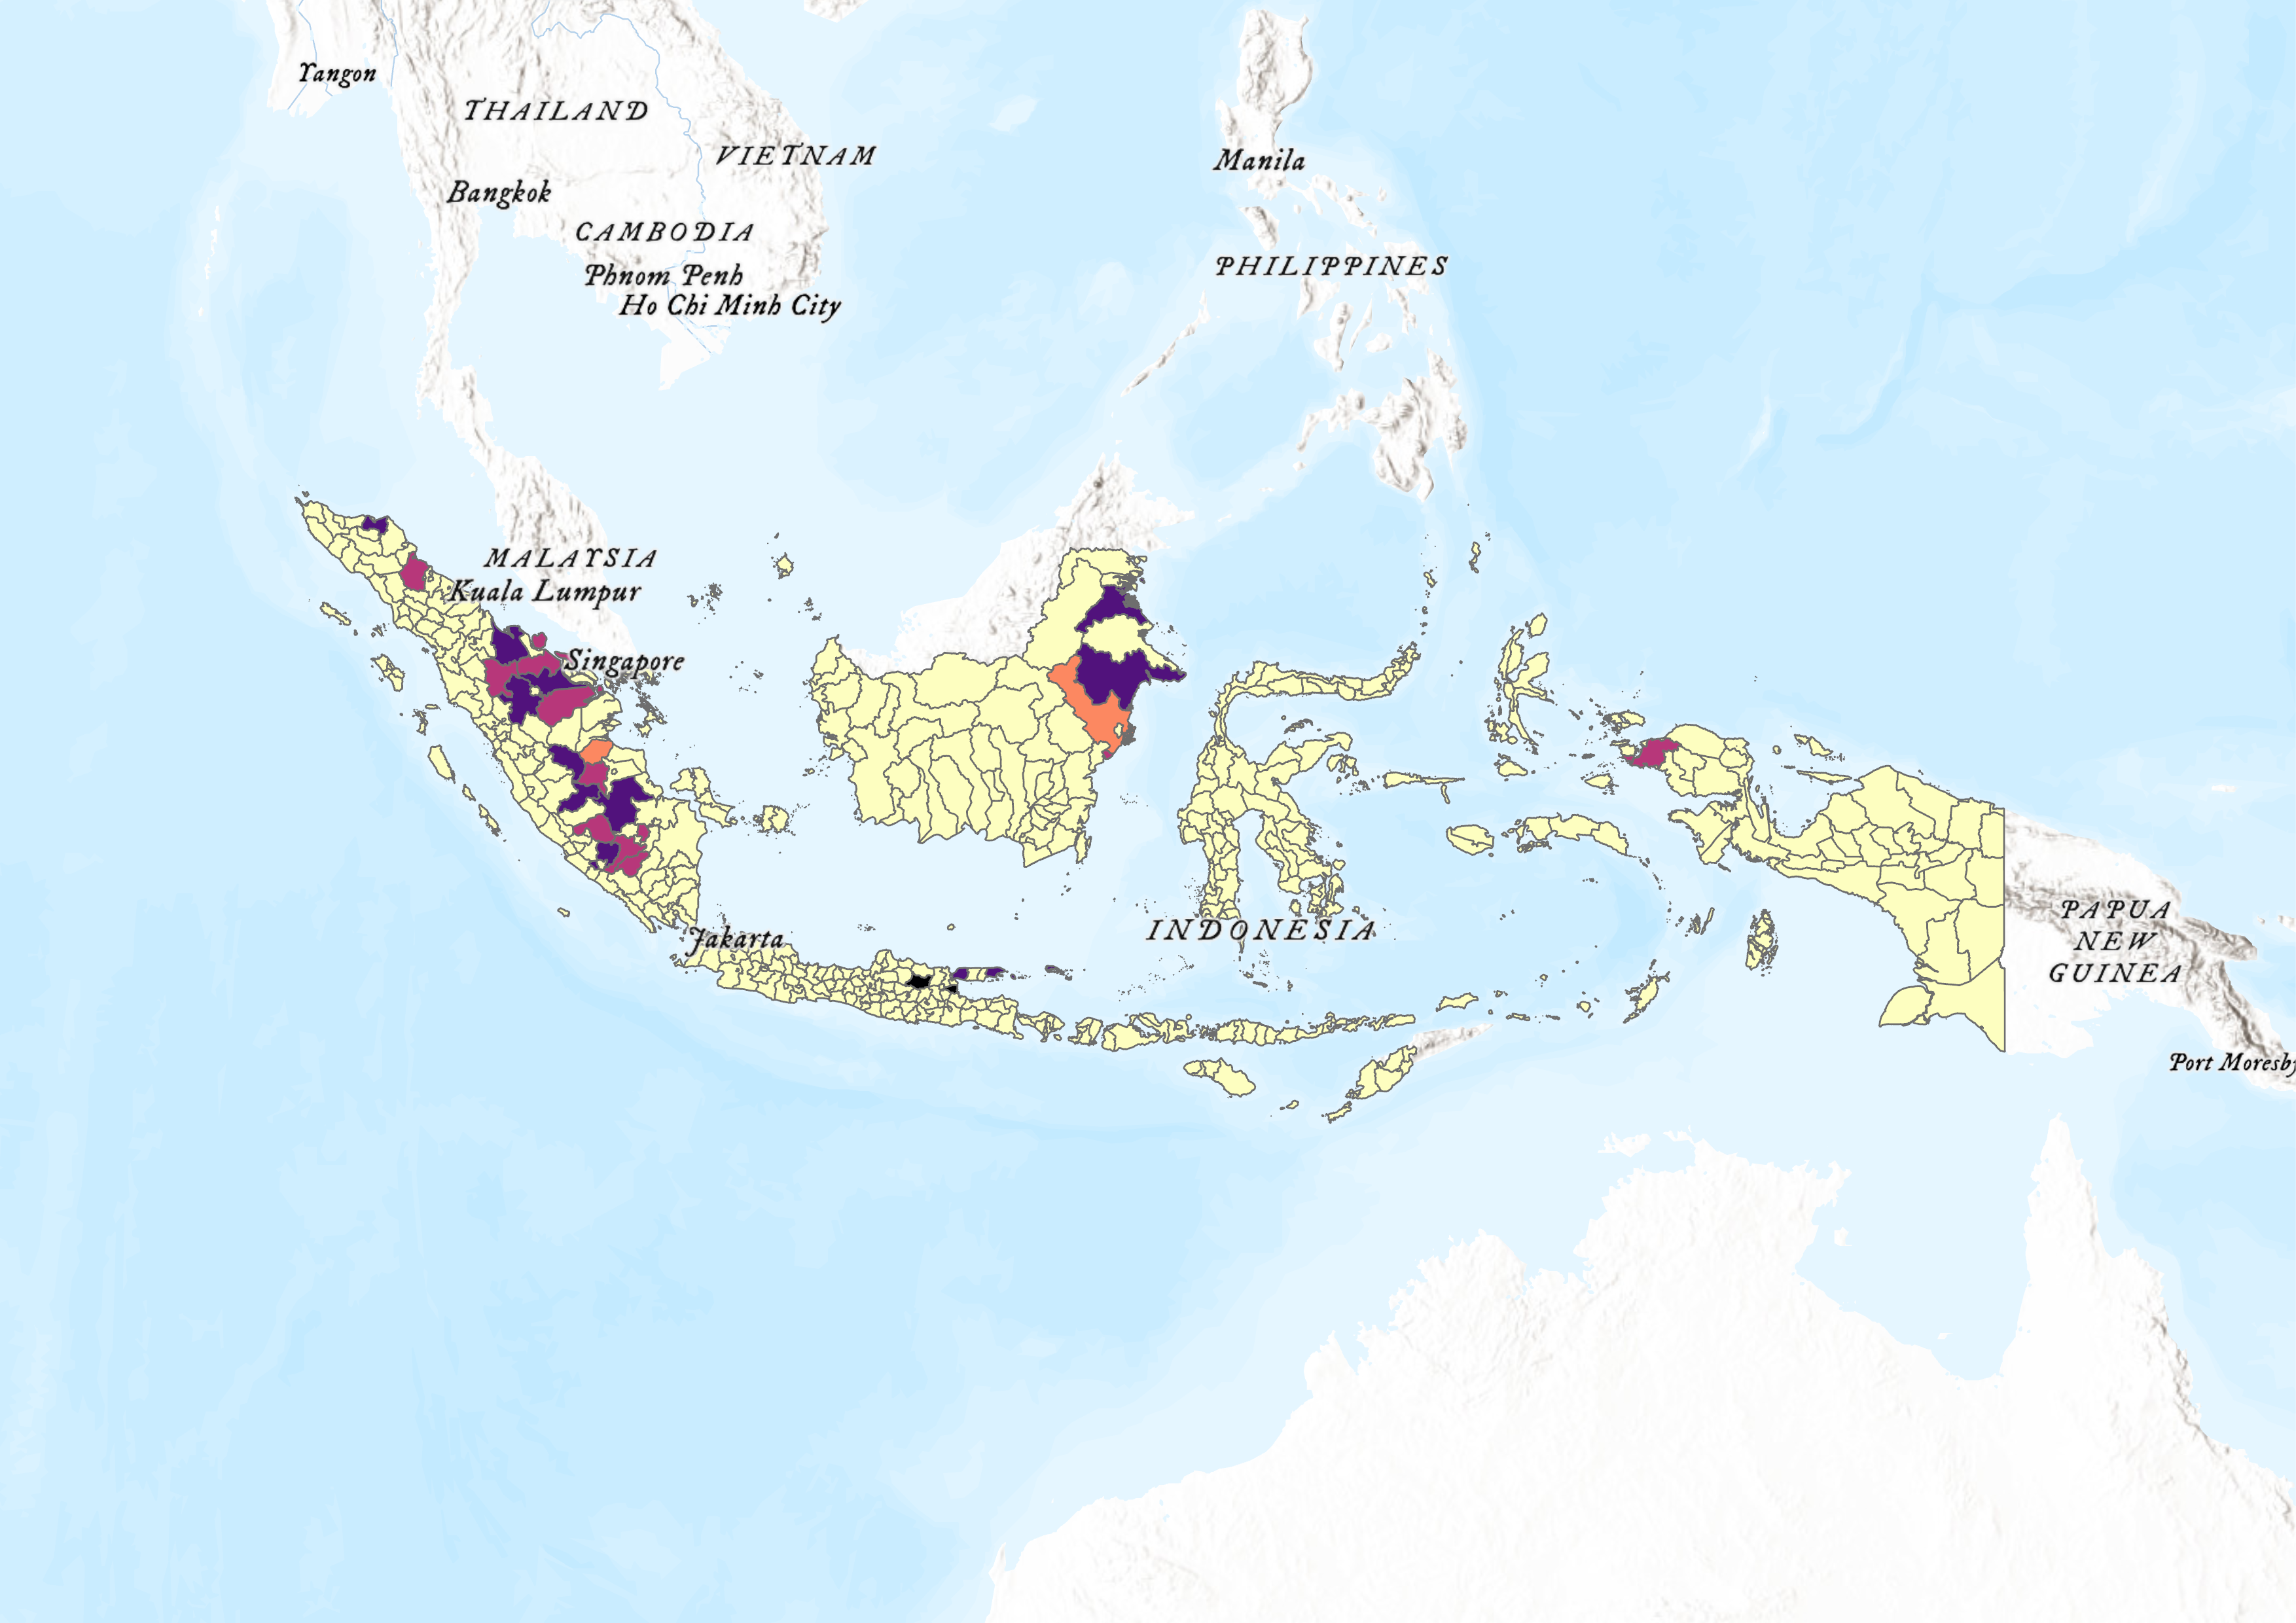 Yangon
THAILAND
VIETNAM
Manila
Bangkok
CAMBODIA
PHILIPPINES
Phnom Penh
Ho Chi Minh City
MALAYSIA
Kuala Lumpur
Singapore
INDONESIA
Jakarta
PAPUA
NEW
GUINEA
Port Moresby